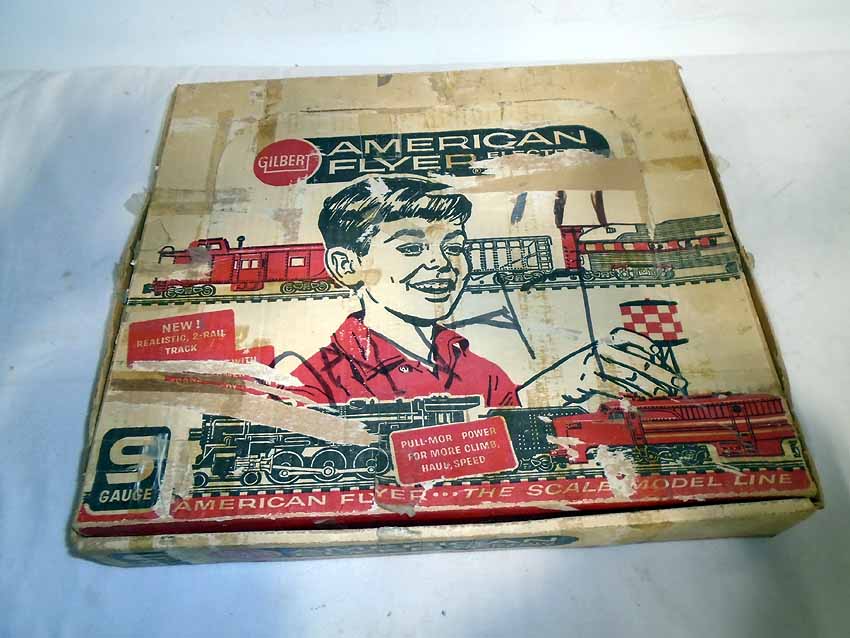 GILBERT
AMERICAN
FLYER
NEW!
REALISTIC, 2-RAIL
TRACK
WITH
PULL-MOR POWER
FOR MORE CLIMB,
HAUL, SPEED
S
GAUGE
AMERICAN FLYER...THE SCALE MODEL LINE